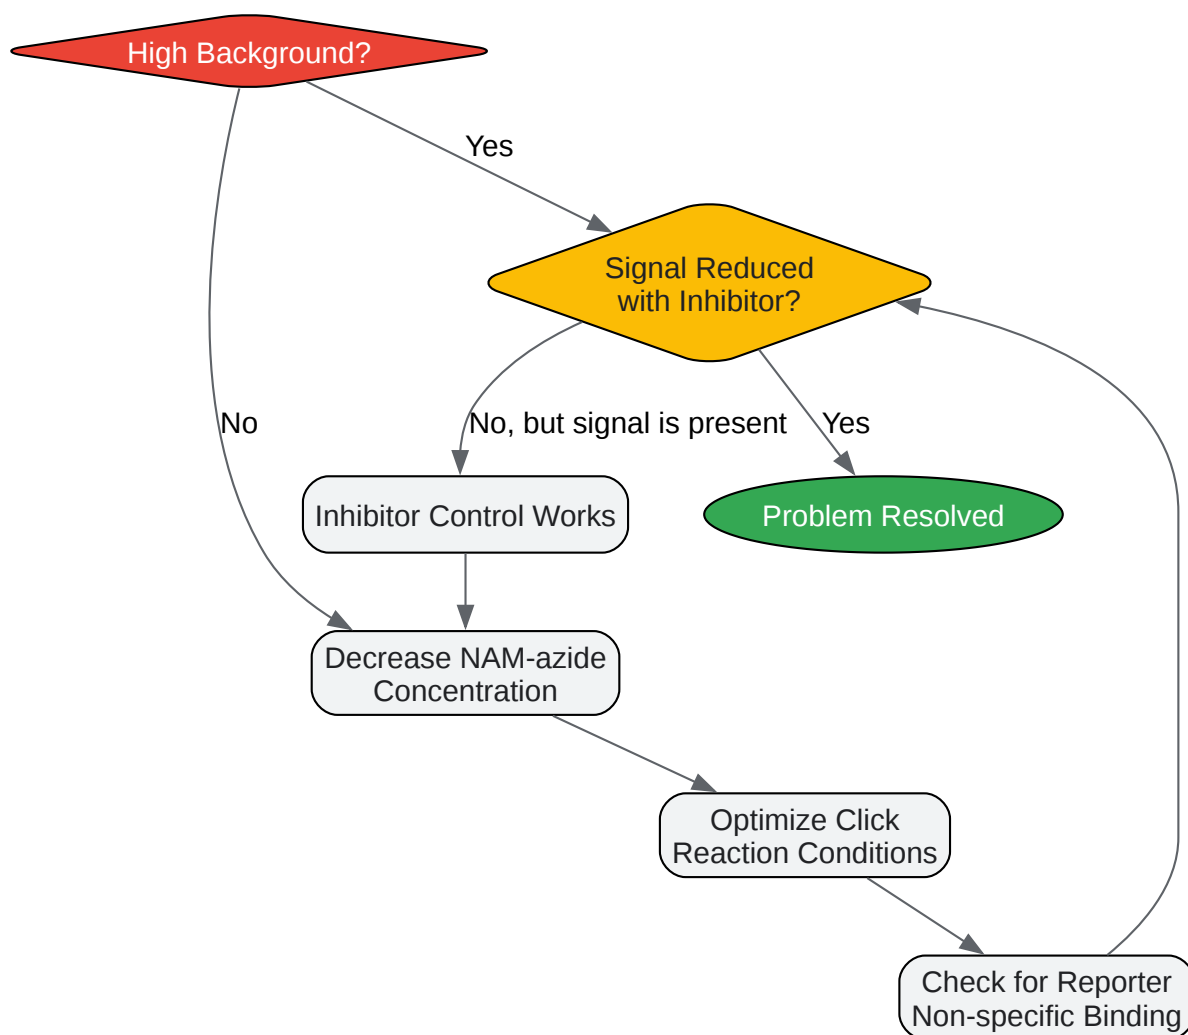 High Background?
Yes
Signal Reduced
with Inhibitor?
No
No, but signal is present
Yes
Inhibitor Control Works
Problem Resolved
Decrease NAM-azide
Concentration
Optimize Click
Reaction Conditions
Check for Reporter
Non-specific Binding